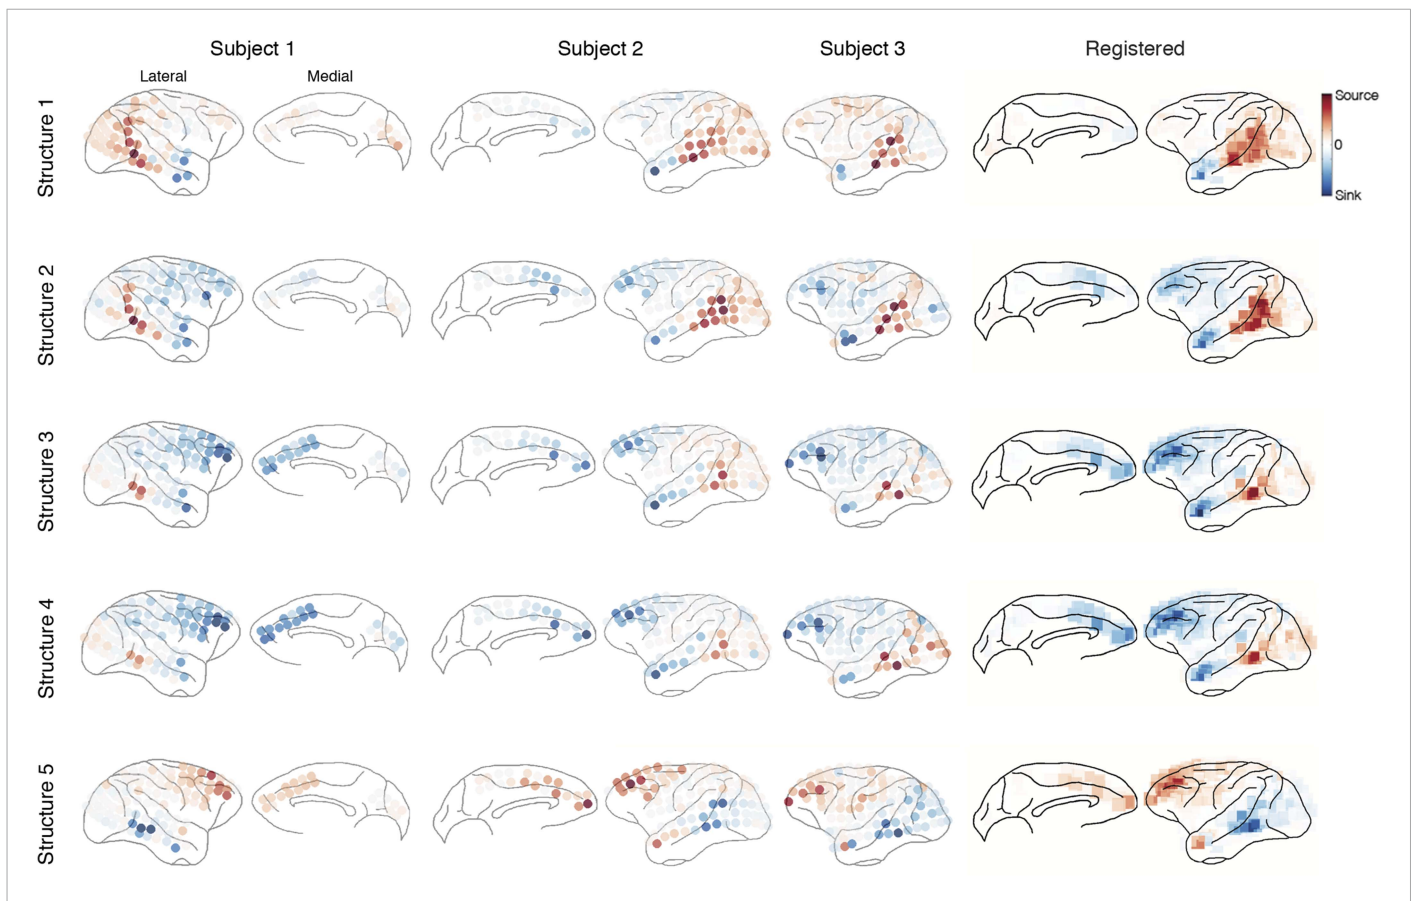 Subject 1
Subject 2
Subject 3
Registered
Lateral
Medial
Structure 1
Source
0
Sink
Structure 2
Structure 3
Structure 4
Structure 5